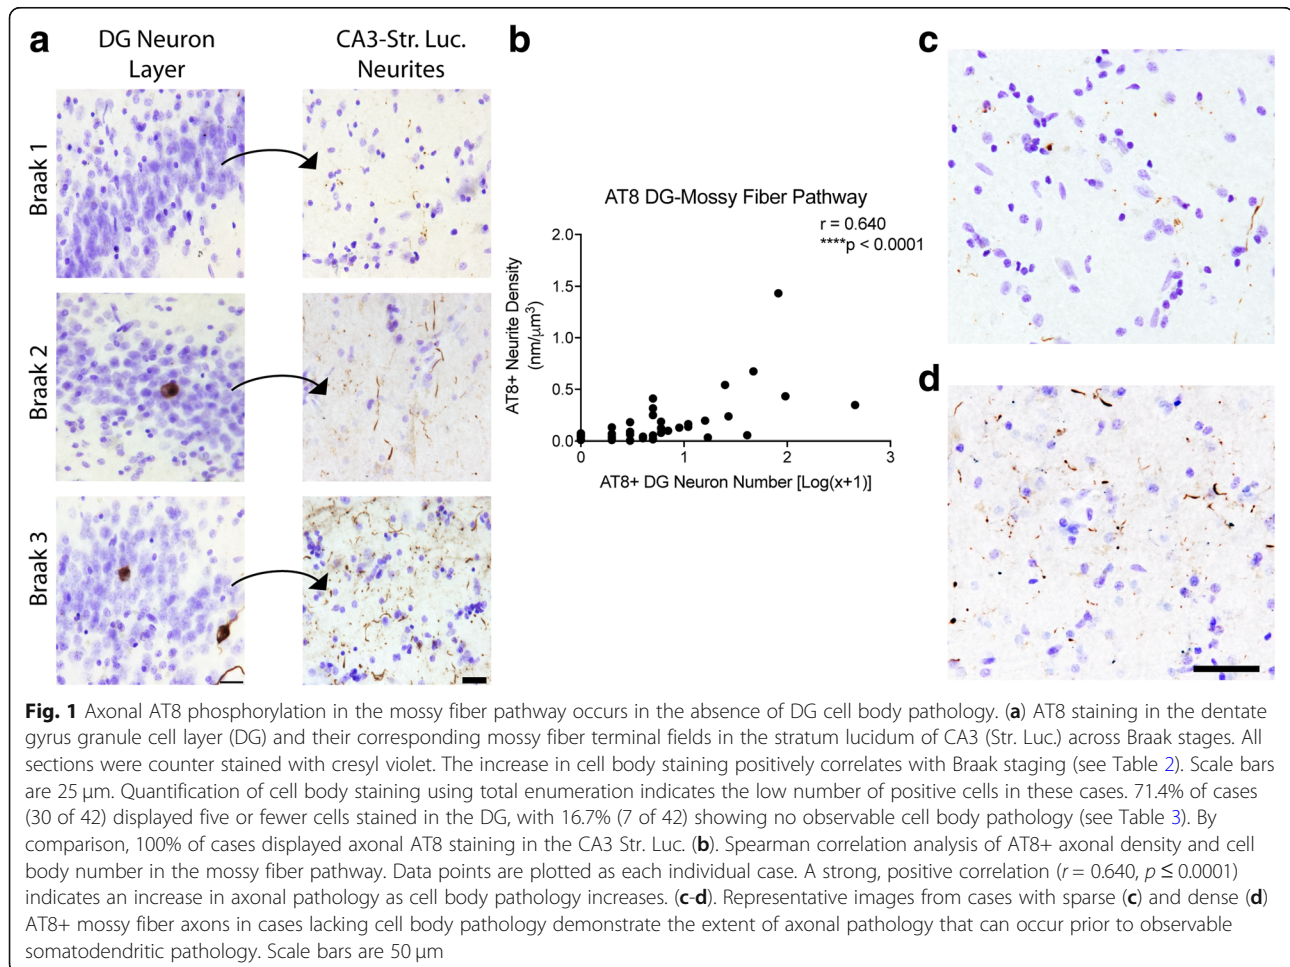 a
DG Neuron
Layer
CA3-Str. Luc.
Neurites
Braak 1
Braak 2
Braak 3
b
AT8 DG-Mossy Fiber Pathway
r = 0.640
****p < 0.0001
2.0
1.5
1.0
0.5
0.0
AT8+ Neurite Density
(nm/µm³)
0
1
2
3
AT8+ DG Neuron Number [Log(x+1)]
c
d
Fig. 1 Axonal AT8 phosphorylation in the mossy fiber pathway occurs in the absence of DG cell body pathology. (a) AT8 staining in the dentate
gyrus granule cell layer (DG) and their corresponding mossy fiber terminal fields in the stratum lucidum of CA3 (Str. Luc.) across Braak stages. All
sections were counter stained with cresyl violet. The increase in cell body staining positively correlates with Braak staging (see Table 2). Scale bars
are 25 µm. Quantification of cell body staining using total enumeration indicates the low number of positive cells in these cases. 71.4% of cases
(30 of 42) displayed five or fewer cells stained in the DG, with 16.7% (7 of 42) showing no observable cell body pathology (see Table 3). By
comparison, 100% of cases displayed axonal AT8 staining in the CA3 Str. Luc. (b). Spearman correlation analysis of AT8+ axonal density and cell
body number in the mossy fiber pathway. Data points are plotted as each individual case. A strong, positive correlation (r = 0.640, p ≤ 0.0001)
indicates an increase in axonal pathology as cell body pathology increases. (c-d). Representative images from cases with sparse (c) and dense (d)
AT8+ mossy fiber axons in cases lacking cell body pathology demonstrate the extent of axonal pathology that can occur prior to observable
somatodendritic pathology. Scale bars are 50 µm